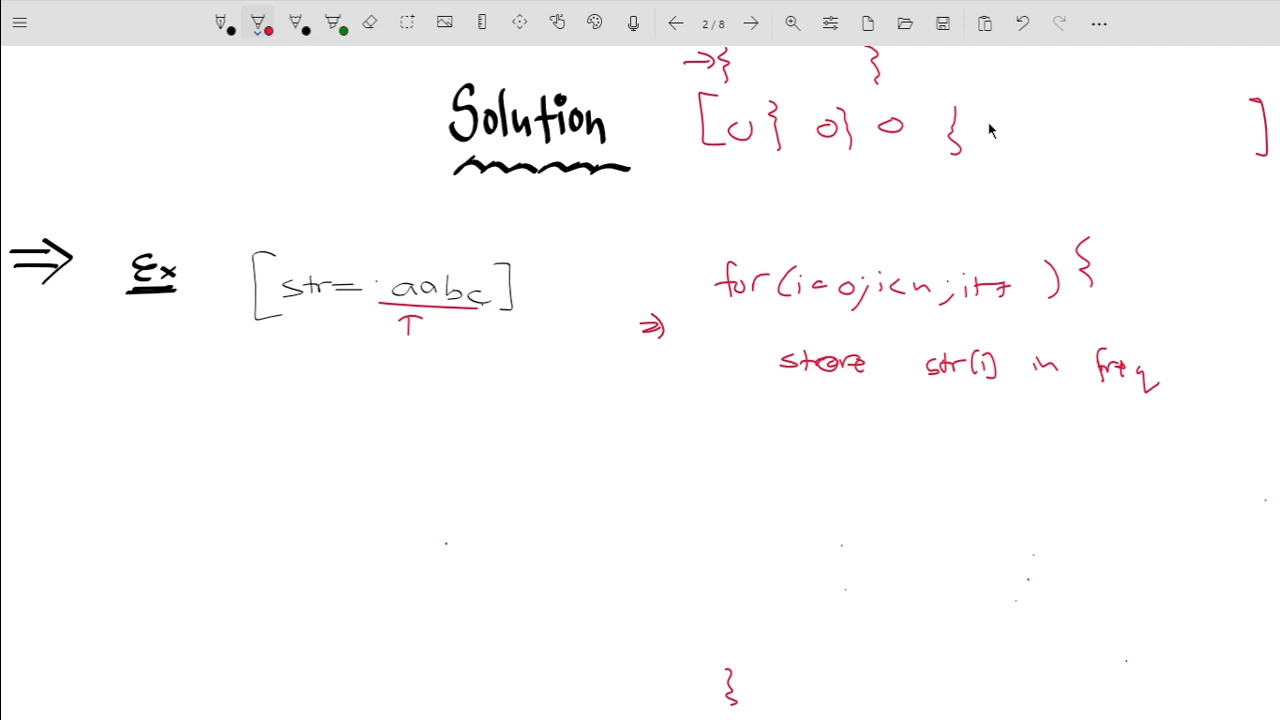 2 / 8
→{ }
Solution [0} 0} 0 { ]
⇒ Ex [str= aabc] for(i=0;i<n;i++ ){
↑
⇒ store str[i] in freq
}